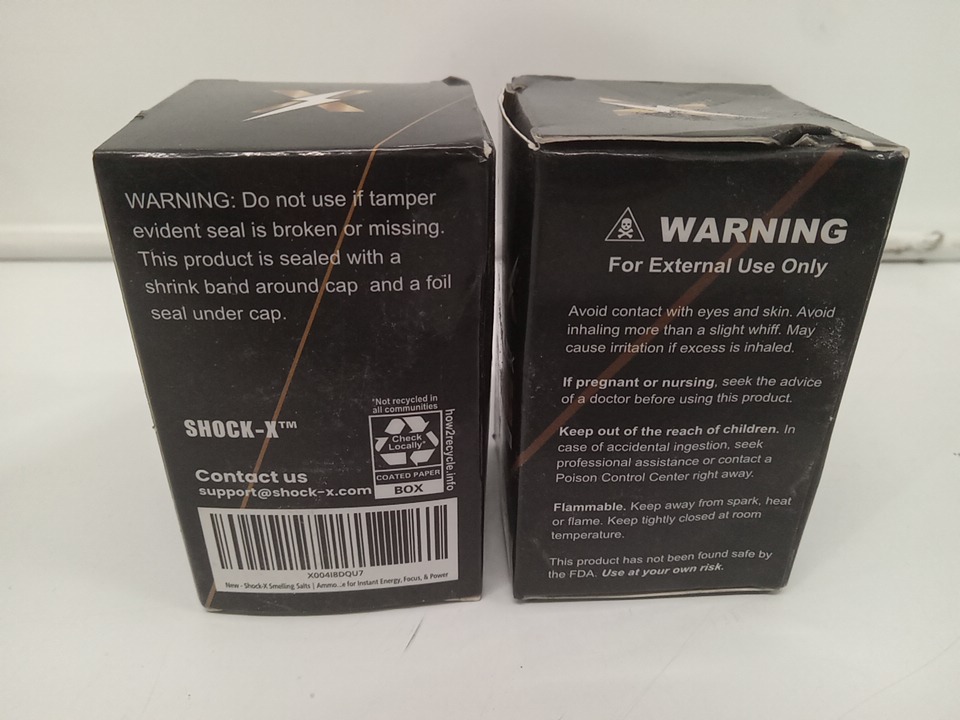 WARNING: Do not use if tamper
evident seal is broken or missing.
This product is sealed with a
shrink band around cap and a foil
seal under cap.
SHOCK-X™
Contact us
support@shock-x.com
*Not recycled in
all communities
Check
Locally*
COATED PAPER
BOX
how2recycle.info
X004I8DQU7
New - Shock-X Smelling Salts | Ammo...e for Instant Energy, Focus, & Power
WARNING
For External Use Only
Avoid contact with eyes and skin. Avoid
inhaling more than a slight whiff. May
cause irritation if excess is inhaled.
If pregnant or nursing, seek the advice
of a doctor before using this product.
Keep out of the reach of children. In
case of accidental ingestion, seek
professional assistance or contact a
Poison Control Center right away.
Flammable. Keep away from spark, heat
or flame. Keep tightly closed at room
temperature.
This product has not been found safe by
the FDA. Use at your own risk.